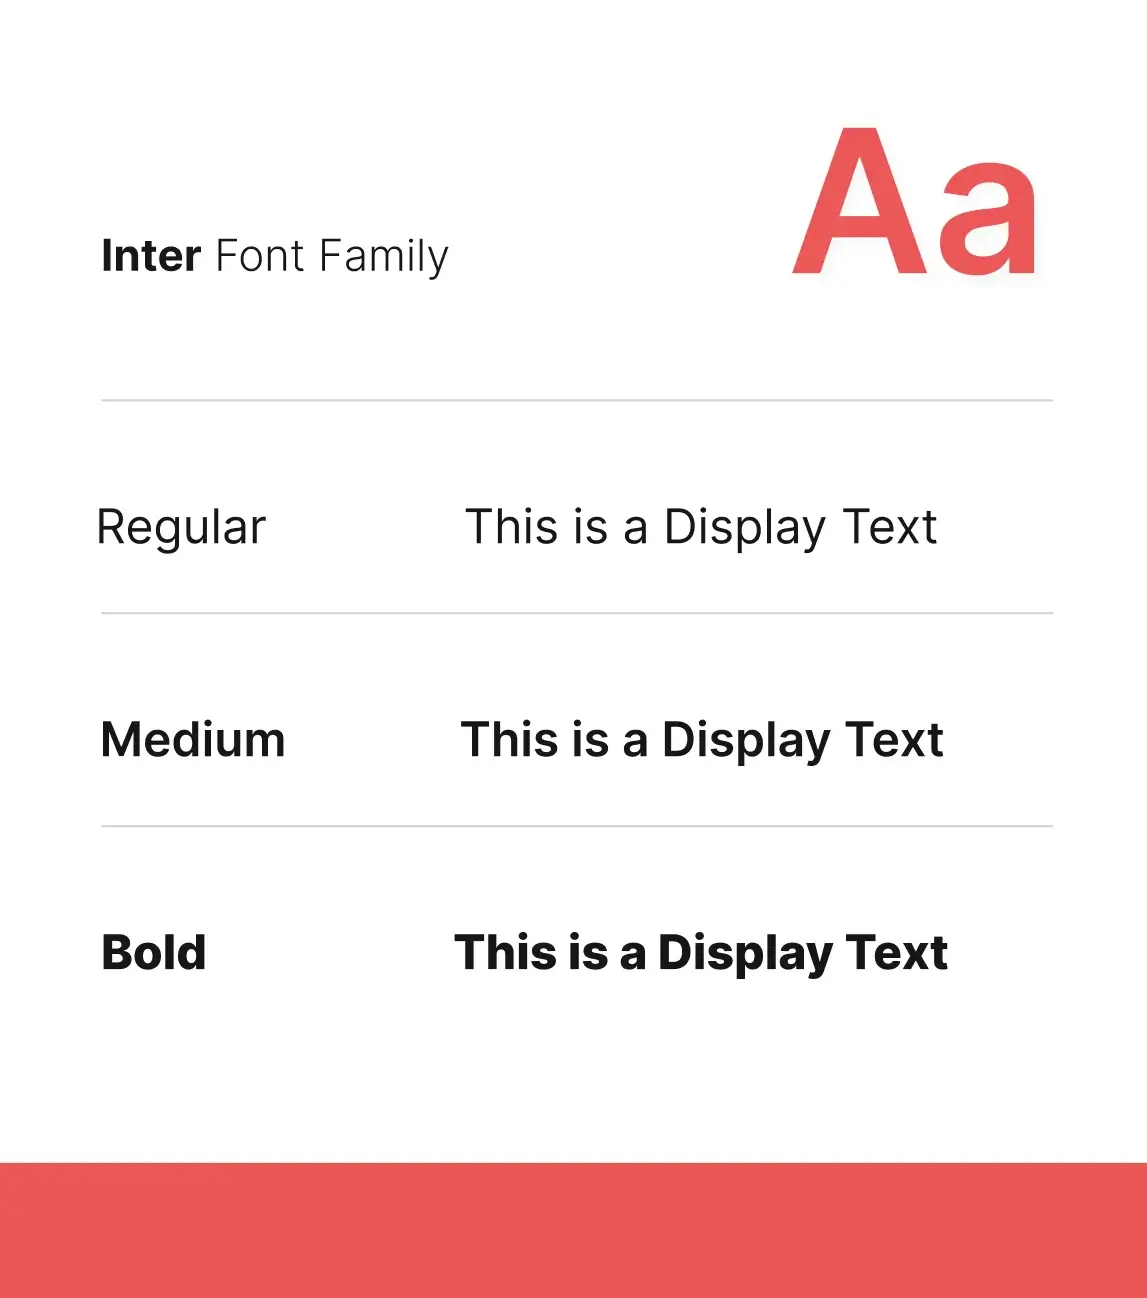 Aa
Inter Font Family
Regular This is a Display Text
Medium This is a Display Text
Bold This is a Display Text